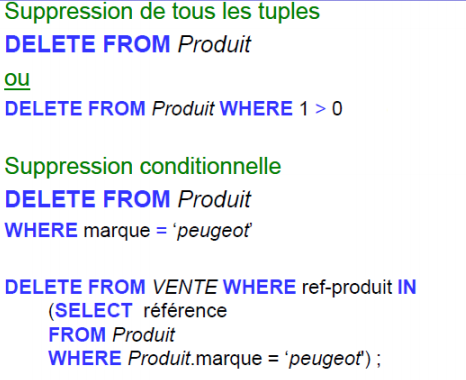 Suppression de tous les tuples
DELETE FROM Produit
ou
DELETE FROM Produit WHERE 1 > 0
Suppression conditionnelle
DELETE FROM Produit
WHERE marque = ‘peugeot’
DELETE FROM VENTE WHERE ref-produit IN
(SELECT référence
FROM Produit
WHERE Produit.marque = ‘peugeot’) ;